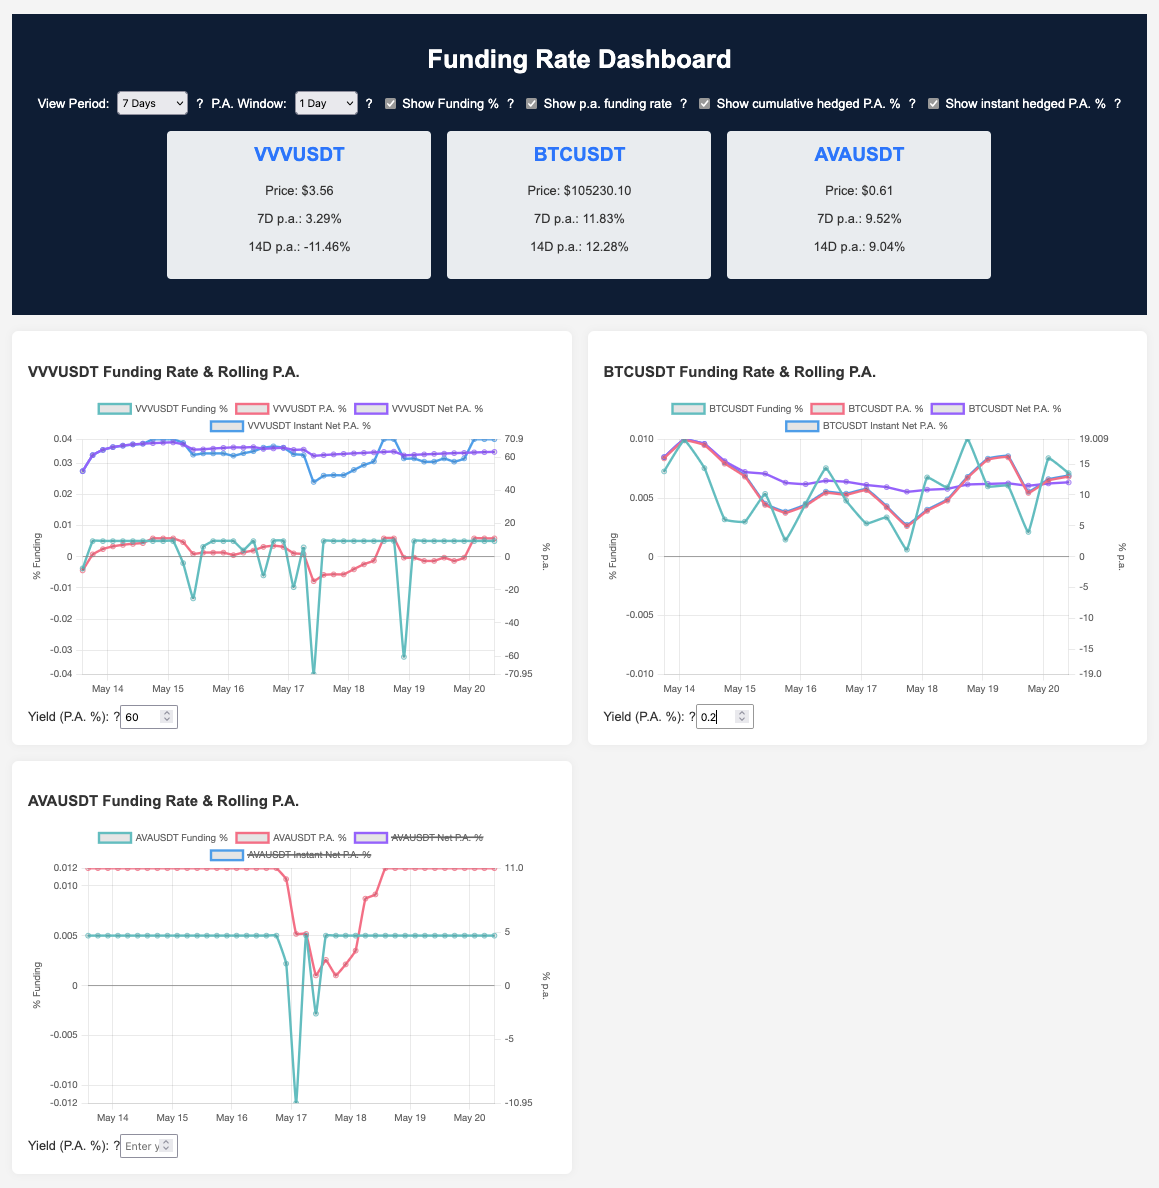 Funding Rate Dashboard
View Period: 7 Days ? P.A. Window: 1 Day ? Show Funding % ? Show p.a. funding rate ? Show cumulative hedged P.A. % ? Show instant hedged P.A. % ?
VVVUSDT
Price: $3.56
7D p.a.: 3.29%
14D p.a.: -11.46%
BTCUSDT
Price: $105230.10
7D p.a.: 11.83%
14D p.a.: 12.28%
AVAUSDT
Price: $0.61
7D p.a.: 9.52%
14D p.a.: 9.04%
VVVUSDT Funding Rate & Rolling P.A.
VVVUSDT Funding % VVVUSDT P.A. % VVVUSDT Net P.A. %
VVVUSDT Instant Net P.A. %
0.04
0.03
0.02
0.01
0
-0.01
-0.02
-0.03
-0.04
% Funding
70.9
60
40
20
0
-20
-40
-60
-70.95
% p.a.
May 14 May 15 May 16 May 17 May 18 May 19 May 20
Yield (P.A. %): ? 60
BTCUSDT Funding Rate & Rolling P.A.
BTCUSDT Funding % BTCUSDT P.A. % BTCUSDT Net P.A. %
BTCUSDT Instant Net P.A. %
0.010
0.005
0
-0.005
-0.010
% Funding
19.009
15
10
5
0
-5
-10
-15
-19.0
% p.a.
May 14 May 15 May 16 May 17 May 18 May 19 May 20
Yield (P.A. %): ? 0.2
AVAUSDT Funding Rate & Rolling P.A.
AVAUSDT Funding % AVAUSDT P.A. % AVAUSDT Net P.A. %
AVAUSDT Instant Net P.A. %
0.012
0.010
0.005
0
-0.005
-0.010
-0.012
% Funding
11.0
5
0
-5
-10.95
% p.a.
May 14 May 15 May 16 May 17 May 18 May 19 May 20
Yield (P.A. %): ? Enter y